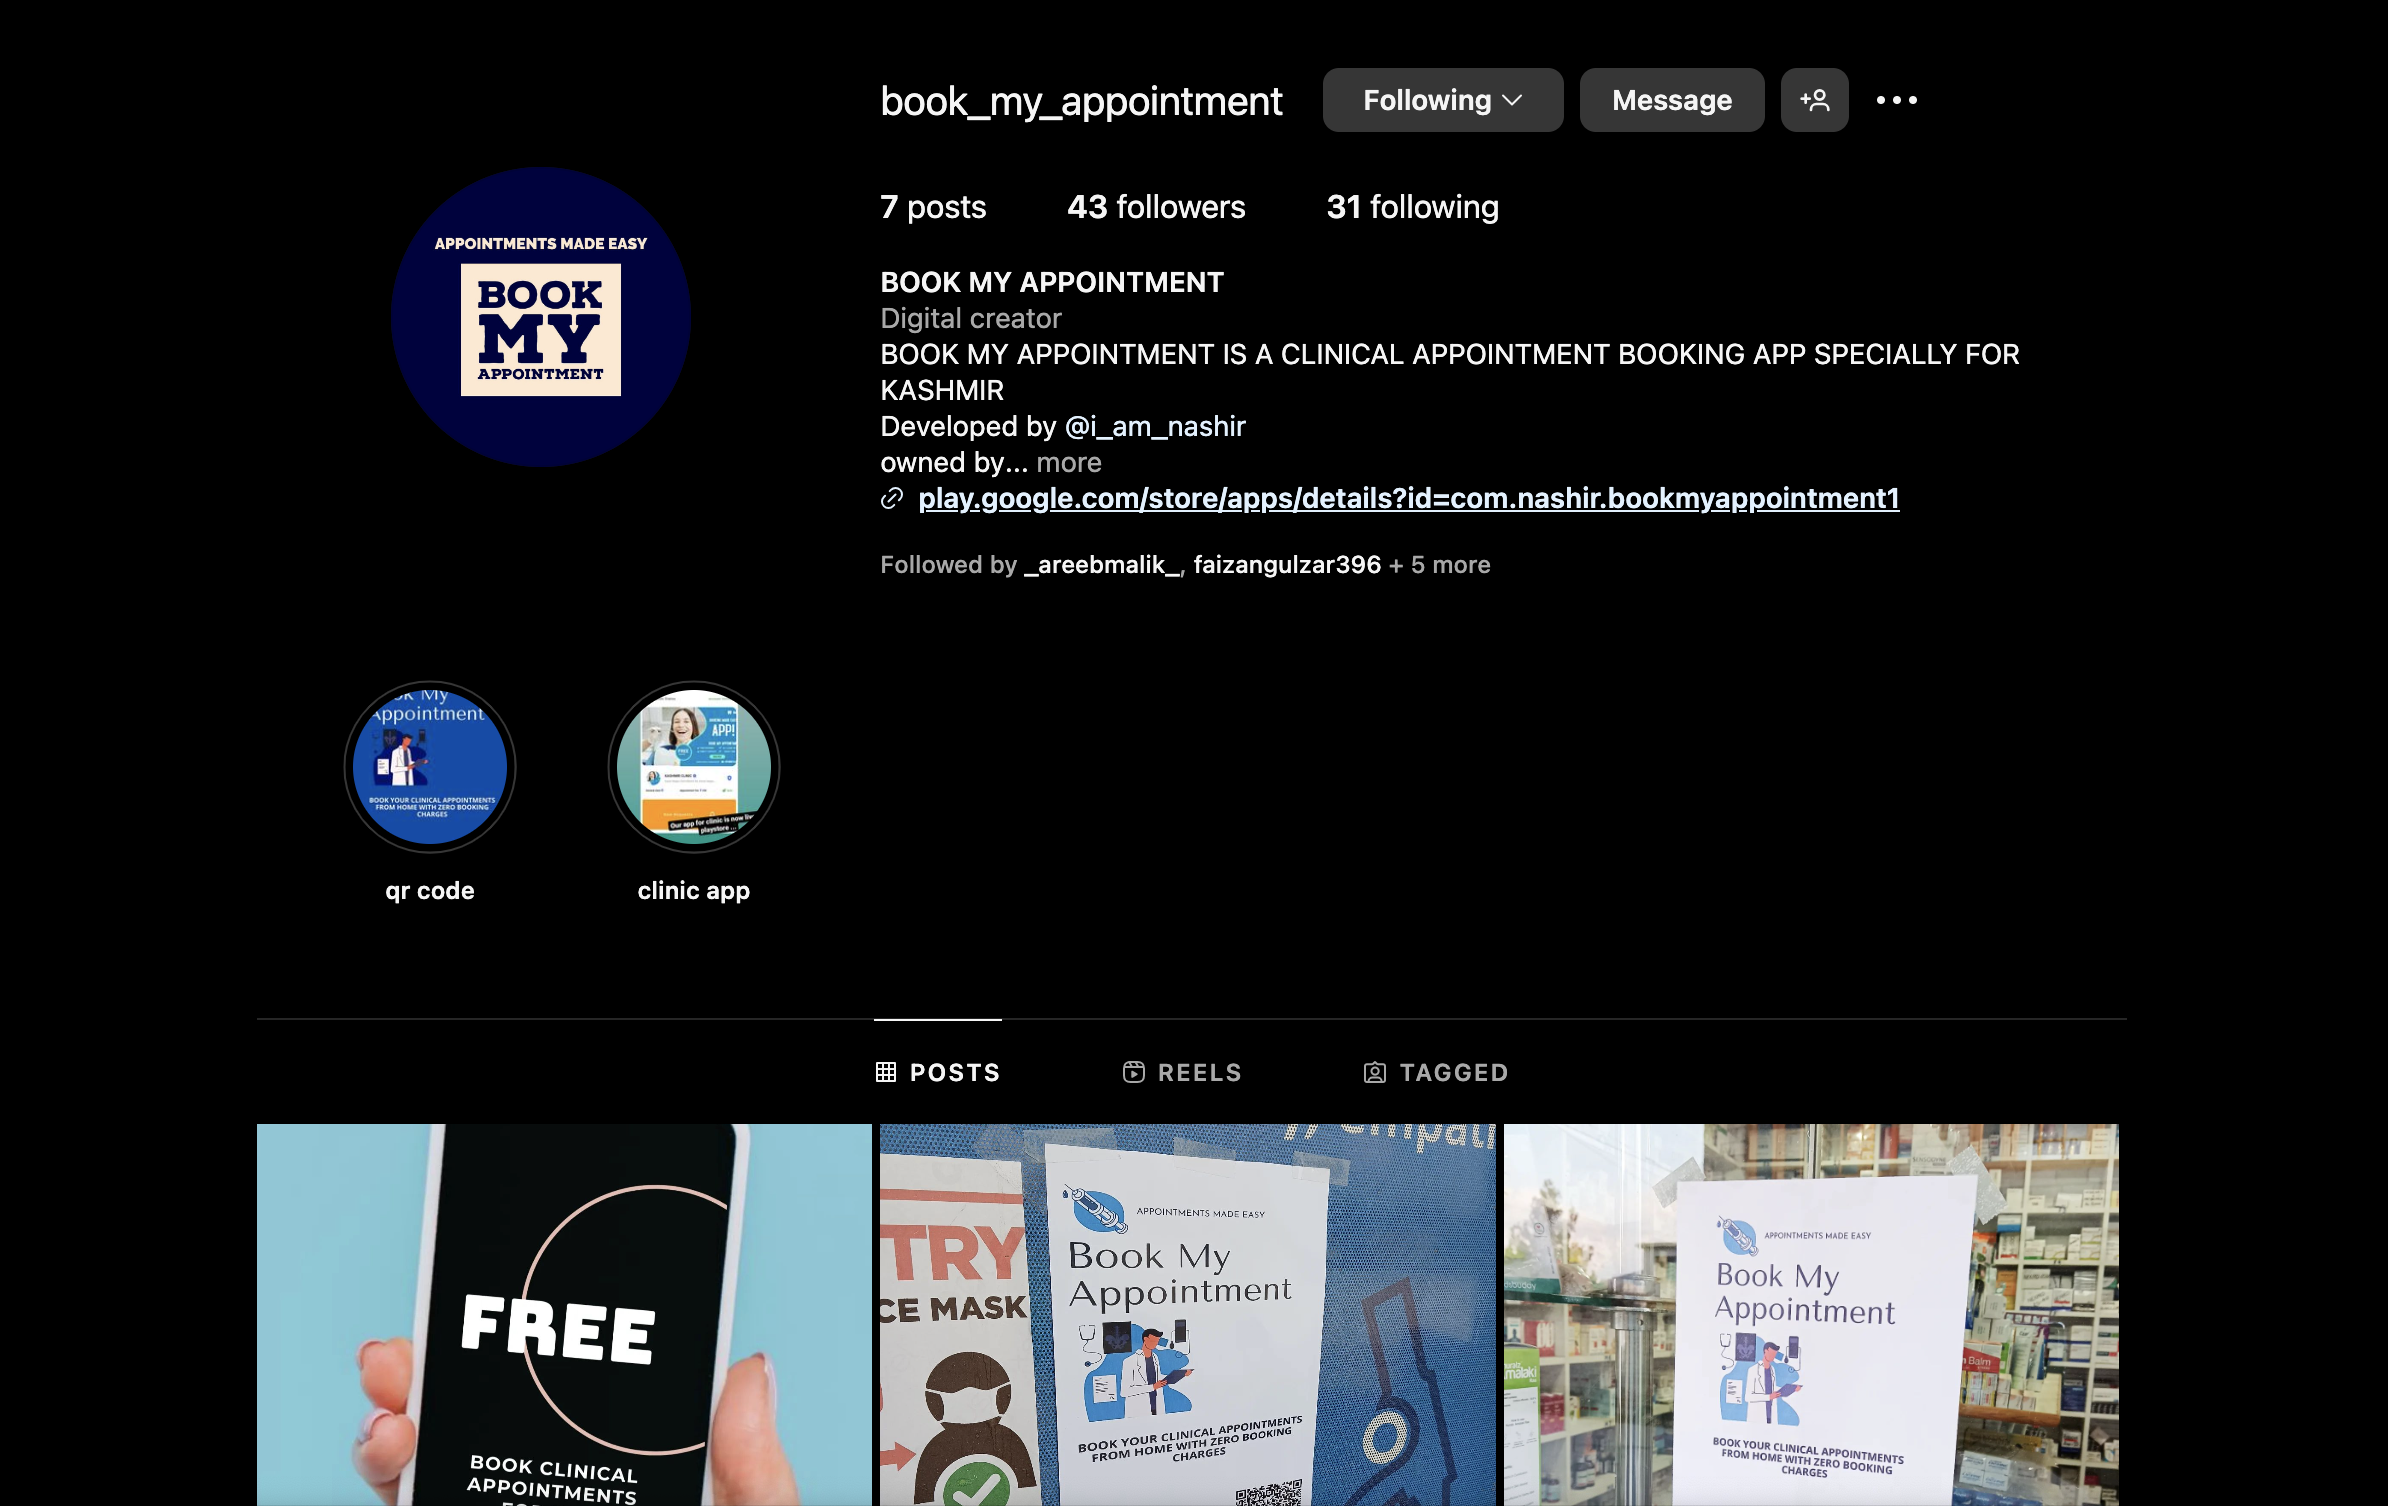 book_my_appointment
Following
Message
APPOINTMENTS MADE EASY
BOOK
MY
APPOINTMENT
7 posts 43 followers 31 following
BOOK MY APPOINTMENT
Digital creator
BOOK MY APPOINTMENT IS A CLINICAL APPOINTMENT BOOKING APP SPECIALLY FOR
KASHMIR
Developed by @i_am_nashir
owned by... more
play.google.com/store/apps/details?id=com.nashir.bookmyappointment1
Followed by _areebmalik_, faizangulzar396 + 5 more
My
Appointment
BOOK YOUR CLINICAL APPOINTMENTS
FROM HOME WITH ZERO BOOKING
CHARGES
qr code
APP!
KASHMIR CLINIC
Our app for clinic is now
playstore ...
clinic app
POSTS
REELS
TAGGED
FREE
BOOK CLINICAL
APPOINTMENTS
TRY
CE MASK
APPOINTMENTS MADE EASY
Book My
Appointment
BOOK YOUR CLINICAL APPOINTMENTS
FROM HOME WITH ZERO BOOKING
CHARGES
APPOINTMENTS MADE EASY
Book My
Appointment
BOOK YOUR CLINICAL APPOINTMENTS
FROM HOME WITH ZERO BOOKING
CHARGES
Balm